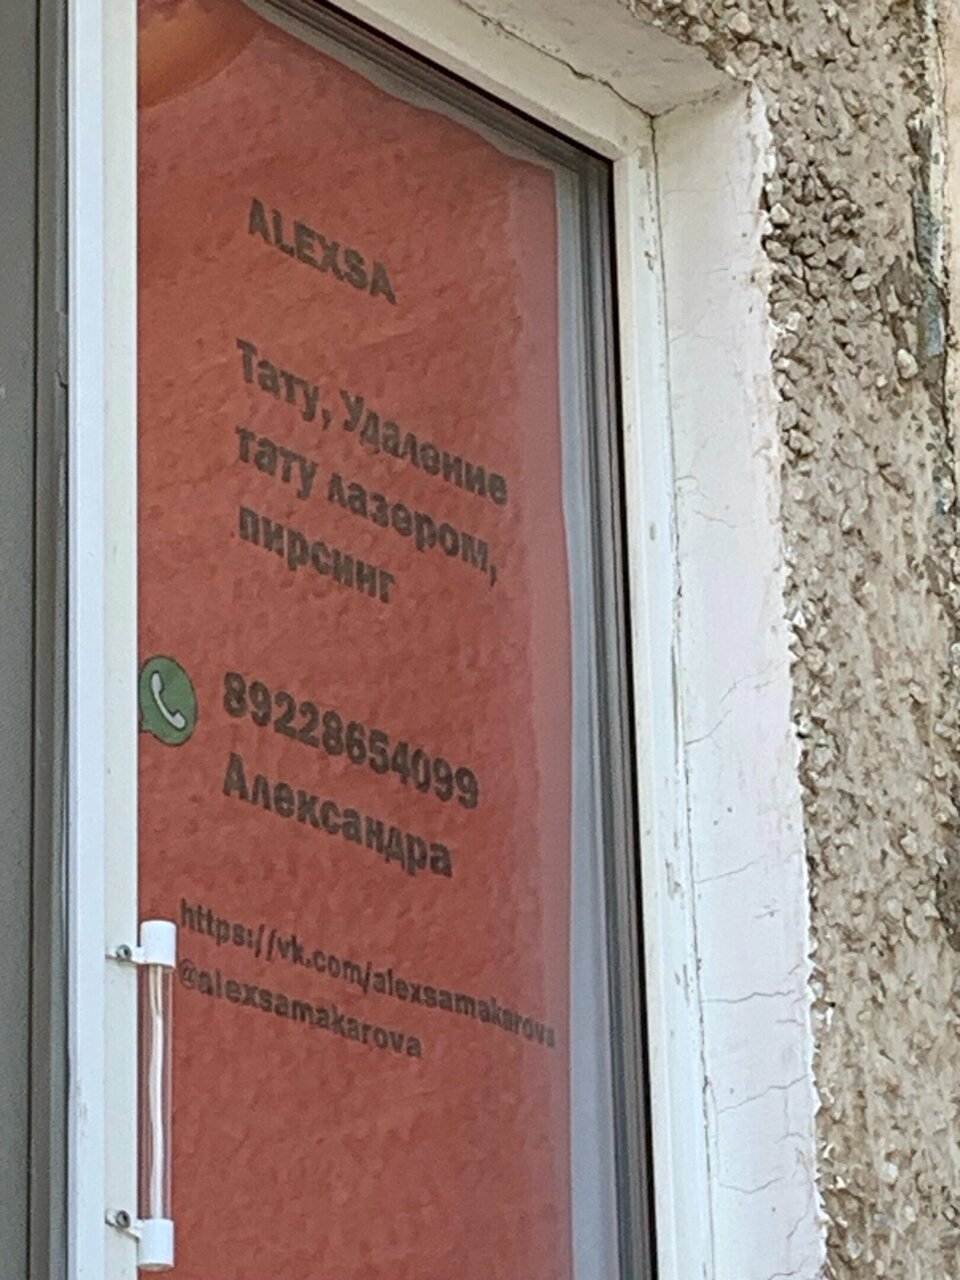 ALEXSA
Тату, Удаление
тату лазером,
пирсинг
89228654099
Александра
https://vk.com/alexsamakarova
@alexsamakarova